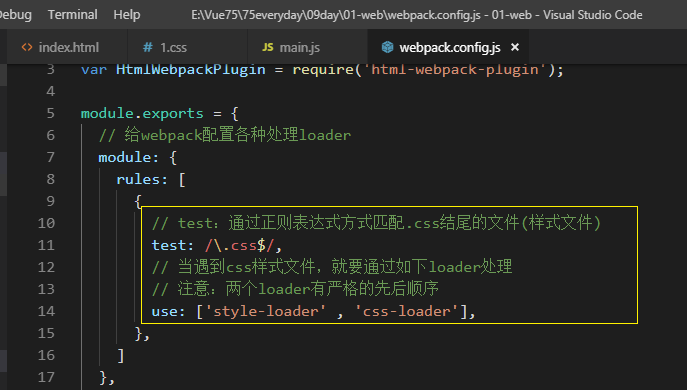 Debug Terminal Help E:\Vue75\75everyday\09day\01-web\webpack.config.js - 01-web - Visual Studio Code
index.html 1.css main.js webpack.config.js
3 var HtmlWebpackPlugin = require('html-webpack-plugin');
4
5 module.exports = {
6 // 给webpack配置各种处理loader
7 module: {
8 rules: [
9 {
10 // test：通过正则表达式方式匹配.css结尾的文件(样式文件)
11 test: /\.css$/,
12 // 当遇到css样式文件，就要通过如下loader处理
13 // 注意：两个loader有严格的先后顺序
14 use: ['style-loader' , 'css-loader'],
15 },
16 ]
17 },